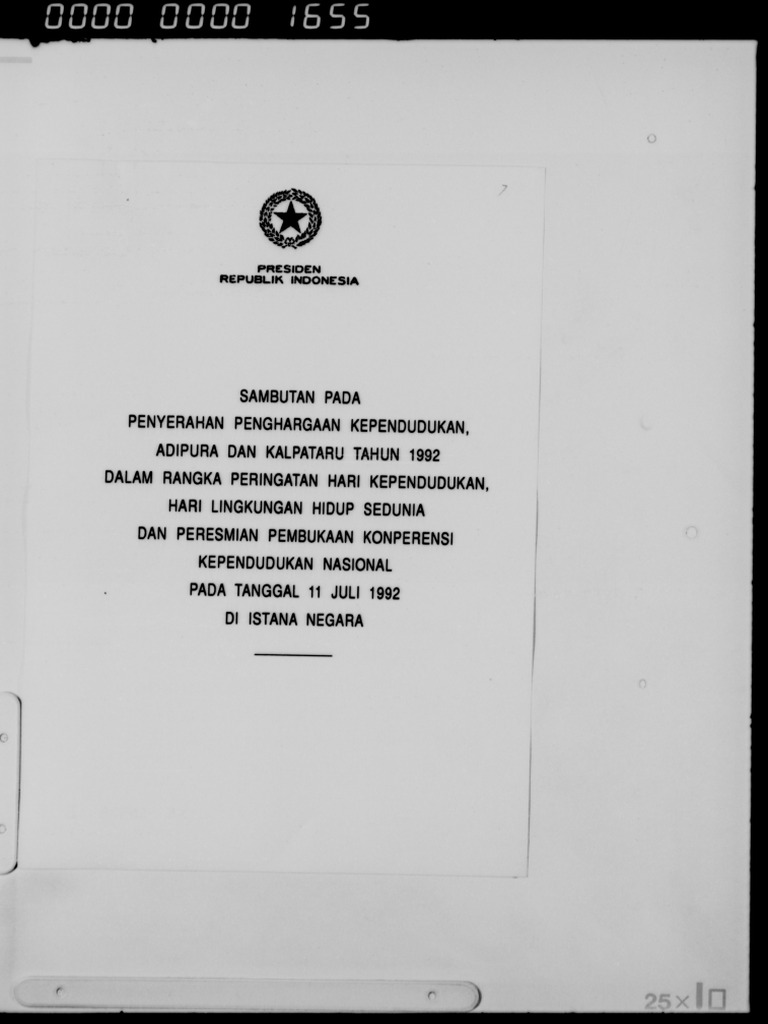 0000 0000 1655
7
PRESIDEN
REPUBLIK INDONESIA
SAMBUTAN PADA
PENYERAHAN PENGHARGAAN KEPENDUDUKAN,
ADIPURA DAN KALPATARU TAHUN 1992
DALAM RANGKA PERINGATAN HARI KEPENDUDUKAN,
HARI LINGKUNGAN HIDUP SEDUNIA
DAN PERESMIAN PEMBUKAAN KONPERENSI
KEPENDUDUKAN NASIONAL
PADA TANGGAL 11 JULI 1992
DI ISTANA NEGARA
25×